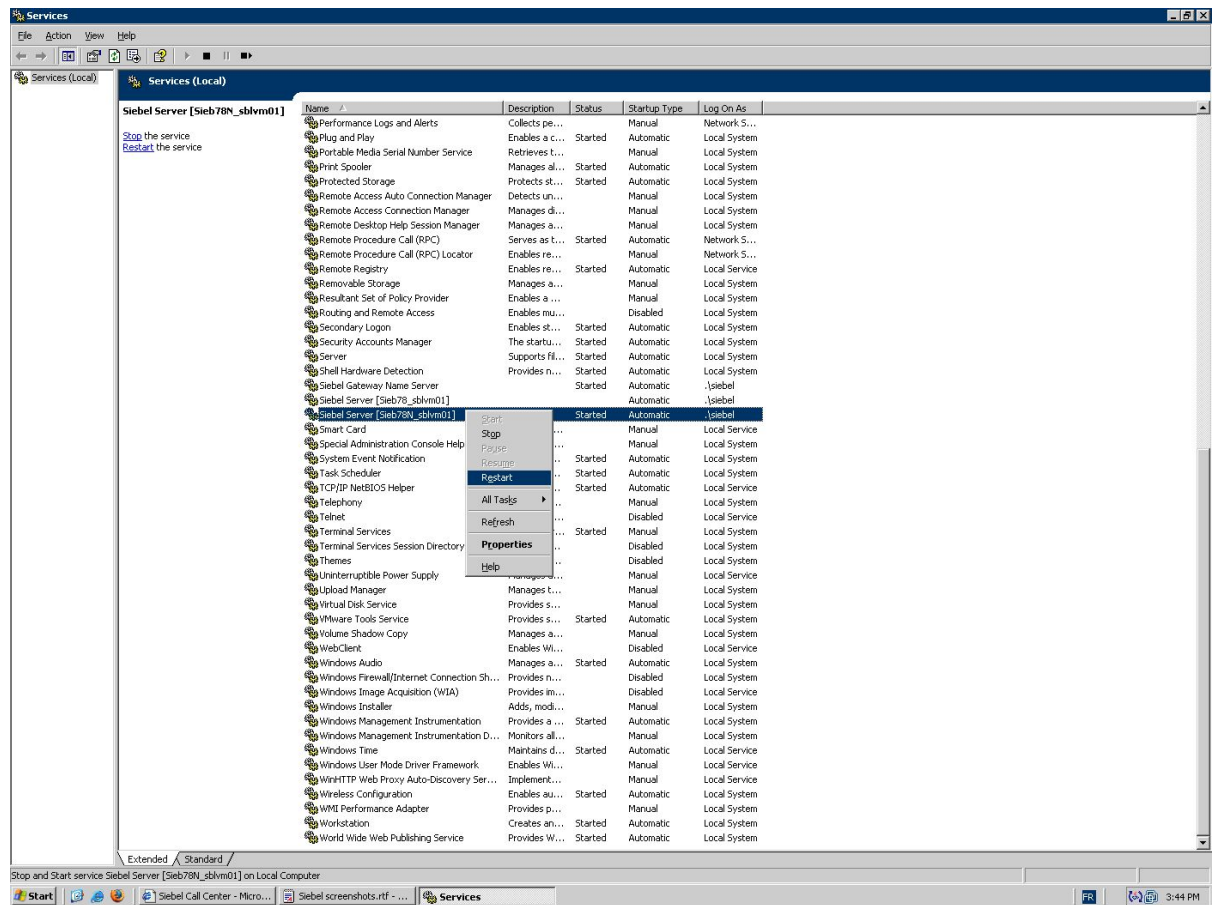 Services
File Action View Help
Services (Local)
Services (Local)
Siebel Server [Sieb78N_sblvm01]
Stop the service
Restart the service
Name Description Status Startup Type Log On As
Performance Logs and Alerts Collects pe... Manual Network S...
Plug and Play Enables a c... Started Automatic Local System
Portable Media Serial Number Service Retrieves t... Manual Local System
Print Spooler Manages al... Started Automatic Local System
Protected Storage Protects st... Started Automatic Local System
Remote Access Auto Connection Manager Detects un... Manual Local System
Remote Access Connection Manager Manages di... Manual Local System
Remote Desktop Help Session Manager Manages a... Manual Local System
Remote Procedure Call (RPC) Serves as t... Started Automatic Network S...
Remote Procedure Call (RPC) Locator Enables re... Manual Network S...
Remote Registry Enables re... Started Automatic Local Service
Removable Storage Manages a... Manual Local System
Resultant Set of Policy Provider Enables a ... Manual Local System
Routing and Remote Access Enables mu... Disabled Local System
Secondary Logon Enables st... Started Automatic Local System
Security Accounts Manager The startu... Started Automatic Local System
Server Supports fil... Started Automatic Local System
Shell Hardware Detection Provides n... Started Automatic Local System
Siebel Gateway Name Server Started Automatic .\siebel
Siebel Server [Sieb78_sblvm01] Automatic .\siebel
Siebel Server [Sieb78N_sblvm01] Started Automatic .\siebel
Smart Card ... Manual Local Service
Special Administration Console Help ... Manual Local System
System Event Notification .. Started Automatic Local System
Task Scheduler .. Started Automatic Local System
TCP/IP NetBIOS Helper .. Started Automatic Local Service
Telephony .. Manual Local System
Telnet ... Disabled Local Service
Terminal Services ... Started Manual Local System
Terminal Services Session Directory .. Disabled Local System
Themes .. Disabled Local System
Uninterruptible Power Supply Manages a... Manual Local Service
Upload Manager Manages t... Manual Local System
Virtual Disk Service Provides s... Manual Local System
VMware Tools Service Provides s... Started Automatic Local System
Volume Shadow Copy Manages a... Manual Local System
WebClient Enables Wi... Disabled Local Service
Windows Audio Manages a... Started Automatic Local System
Windows Firewall/Internet Connection Sh... Provides n... Disabled Local System
Windows Image Acquisition (WIA) Provides im... Disabled Local Service
Windows Installer Adds, modi... Manual Local System
Windows Management Instrumentation Provides a ... Started Automatic Local System
Windows Management Instrumentation D... Monitors all... Manual Local System
Windows Time Maintains d... Started Automatic Local Service
Windows User Mode Driver Framework Enables Wi... Manual Local Service
WinHTTP Web Proxy Auto-Discovery Ser... Implement... Manual Local Service
Wireless Configuration Enables au... Started Automatic Local System
WMI Performance Adapter Provides p... Manual Local System
Workstation Creates an... Started Automatic Local System
World Wide Web Publishing Service Provides W... Started Automatic Local System
Start
Stop
Pause
Resume
Restart
All Tasks
Refresh
Properties
Help
Extended Standard
Stop and Start service Siebel Server [Sieb78N_sblvm01] on Local Computer
Start Siebel Call Center - Micro... Siebel screenshots.rtf - ... Services FR 3:44 PM